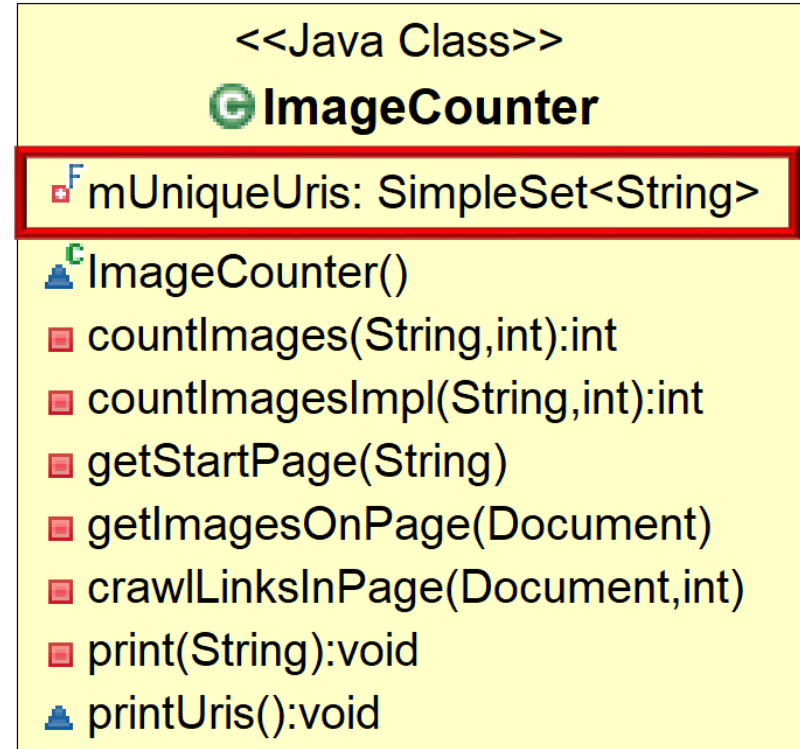 <<Java Class>>
C ImageCounter
F mUniqueUris: SimpleSet<String>
C ImageCounter()
countImages(String,int):int
countImagesImpl(String,int):int
getStartPage(String)
getImagesOnPage(Document)
crawlLinksInPage(Document,int)
print(String):void
printUris():void